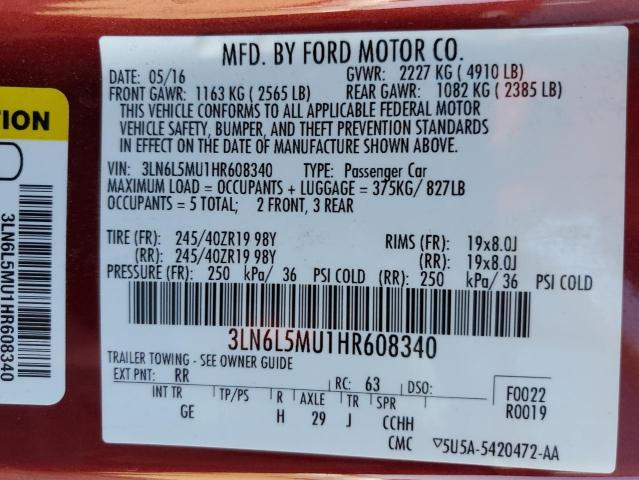 MFD. BY FORD MOTOR CO.
DATE: 05/16 GVWR: 2227 KG ( 4910 LB)
FRONT GAWR: 1163 KG ( 2565 LB) REAR GAWR: 1082 KG ( 2385 LB)
THIS VEHICLE CONFORMS TO ALL APPLICABLE FEDERAL MOTOR
VEHICLE SAFETY, BUMPER, AND THEFT PREVENTION STANDARDS
IN EFFECT ON THE DATE OF MANUFACTURE SHOWN ABOVE.
VIN: 3LN6L5MU1HR608340 TYPE: Passenger Car
MAXIMUM LOAD = OCCUPANTS + LUGGAGE = 375KG/ 827LB
OCCUPANTS = 5 TOTAL; 2 FRONT, 3 REAR
TIRE (FR): 245/40ZR19 98Y RIMS (FR): 19x8.0J
(RR): 245/40ZR19 98Y (RR): 19x8.0J
PRESSURE (FR): 250 kPa/ 36 PSI COLD (RR): 250 kPa/ 36 PSI COLD
3LN6L5MU1HR608340
TRAILER TOWING - SEE OWNER GUIDE
EXT PNT: RR RC: 63 DSO: F0022
INT TR TP/PS R AXLE TR SPR R0019
GE H 29 J CCHH
CMC ▽5U5A-5420472-AA
TION
3LN6L5MU1HR608340